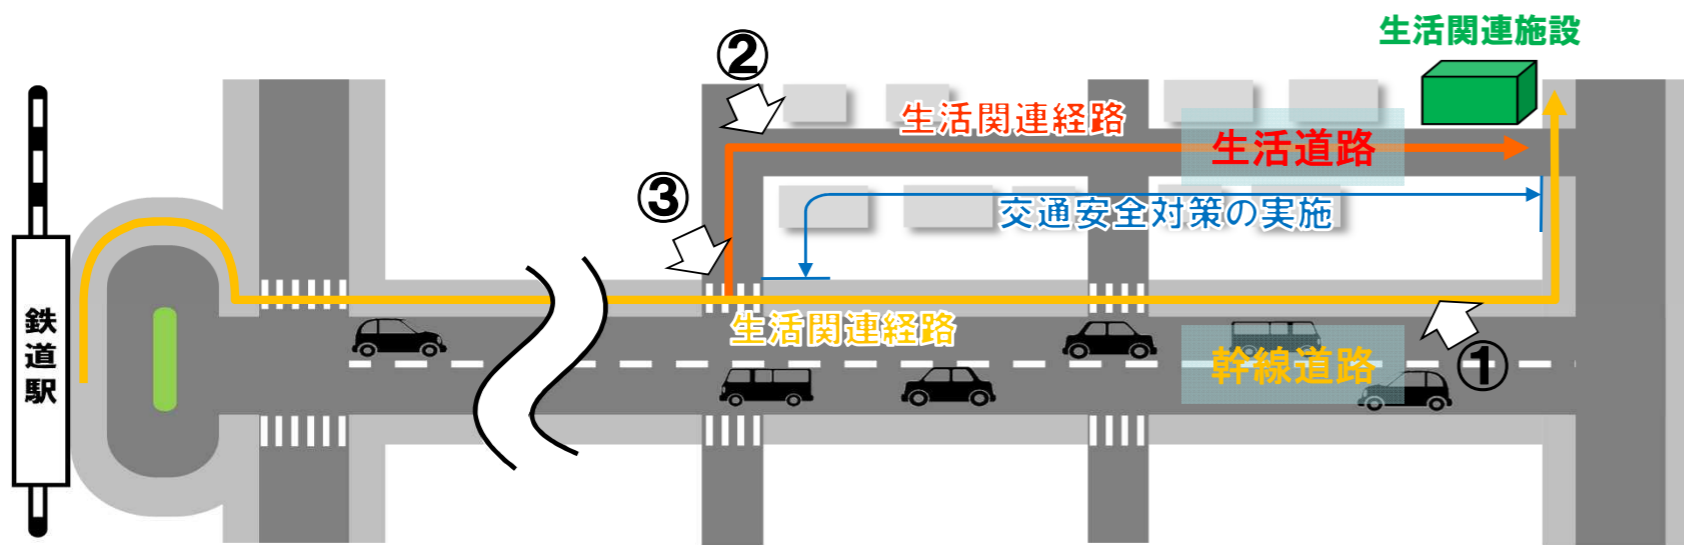 生活関連施設
②
生活関連経路
生活道路
③
交通安全対策の実施
鉄道駅
生活関連経路
幹線道路
①